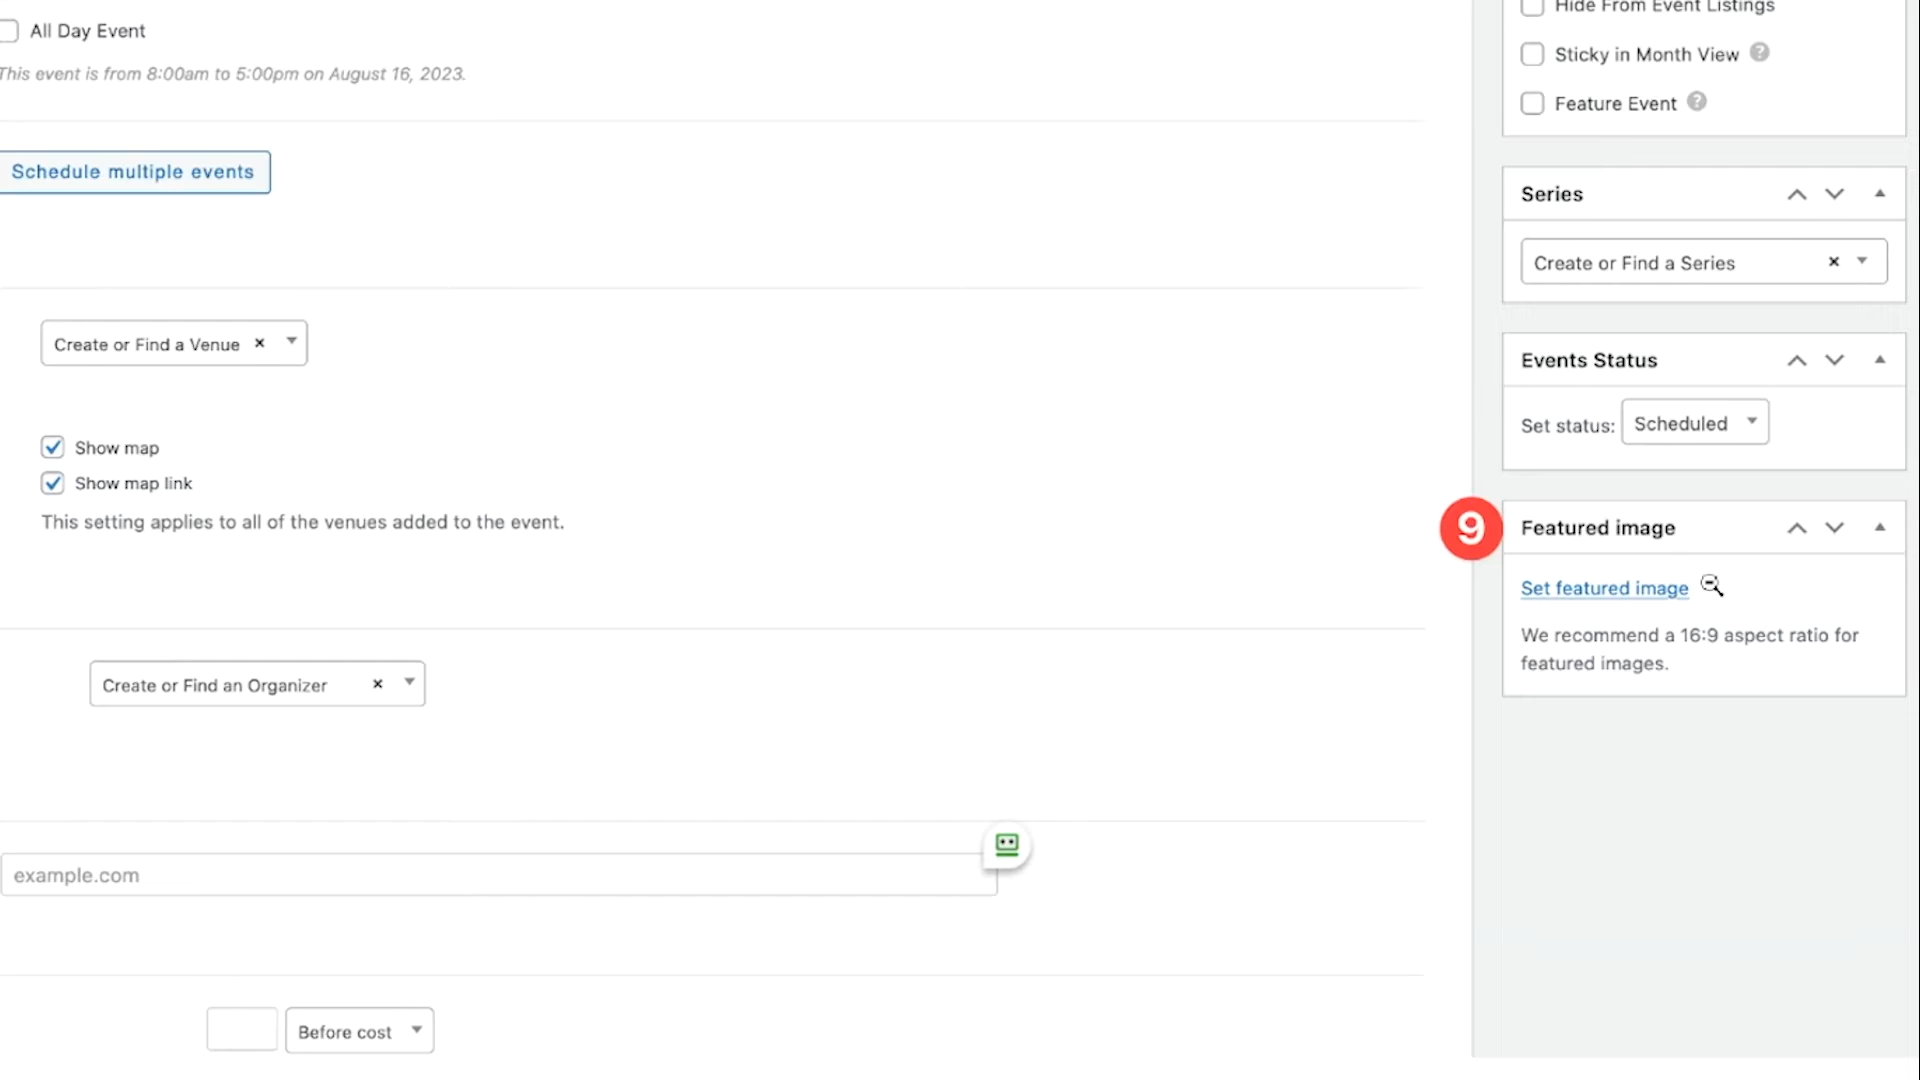 All Day Event
This event is from 8:00am to 5:00pm on August 16, 2023.
Schedule multiple events
Create or Find a Venue ×
Show map
Show map link
This setting applies to all of the venues added to the event.
Create or Find an Organizer ×
example.com
Before cost
Hide From Event Listings
Sticky in Month View ?
Feature Event ?
Series
Create or Find a Series ×
Events Status
Set status: Scheduled
9 Featured image
Set featured image
We recommend a 16:9 aspect ratio for
featured images.